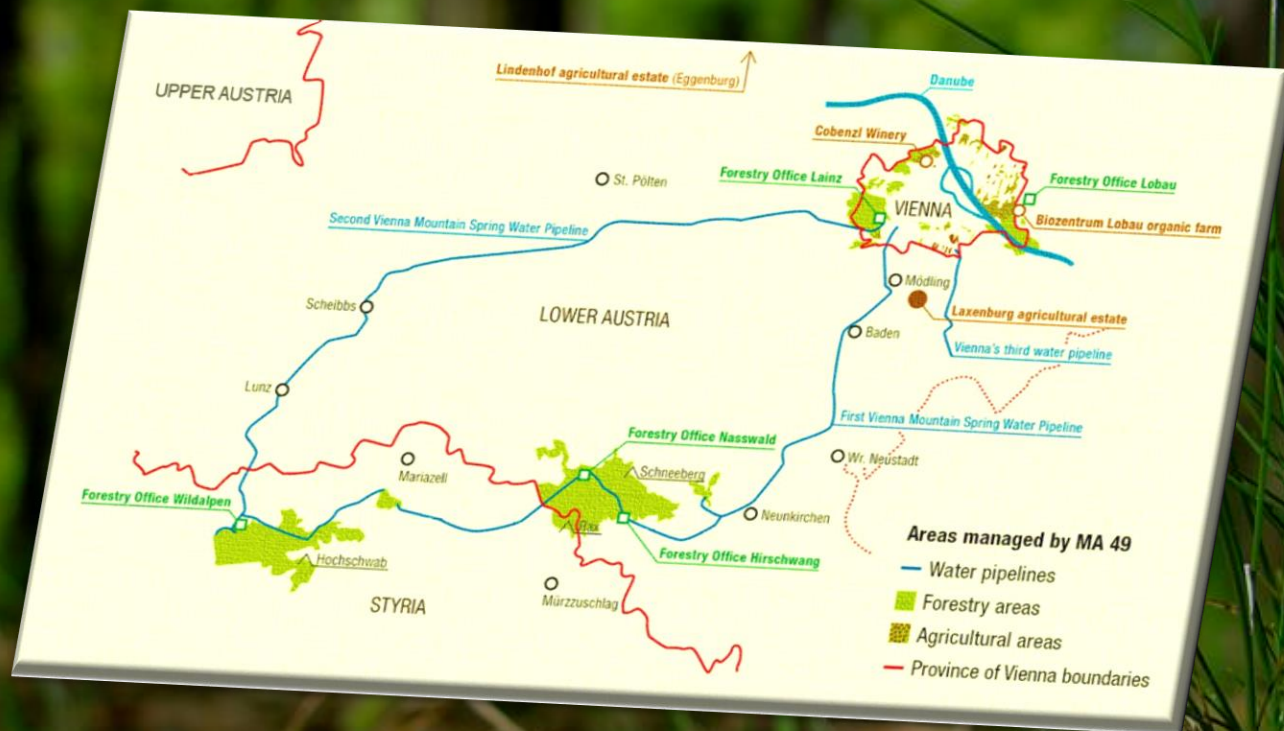 UPPER AUSTRIA
Lindenhof agricultural estate (Eggenburg)
Danube
Cobenzl Winery
St. Pölten
Forestry Office Lainz
Forestry Office Lobau
VIENNA
Second Vienna Mountain Spring Water Pipeline
Biozentrum Lobau organic farm
Mödling
Scheibbs
LOWER AUSTRIA
Laxenburg agricultural estate
Baden
Vienna's third water pipeline
Lunz
First Vienna Mountain Spring Water Pipeline
Forestry Office Nasswald
Mariazell
Schneeberg
Wr. Neustadt
Forestry Office Wildalpen
Neunkirchen
Rax
Hochschwab
Forestry Office Hirschwang
STYRIA
Mürzzuschlag
Areas managed by MA 49
Water pipelines
Forestry areas
Agricultural areas
Province of Vienna boundaries